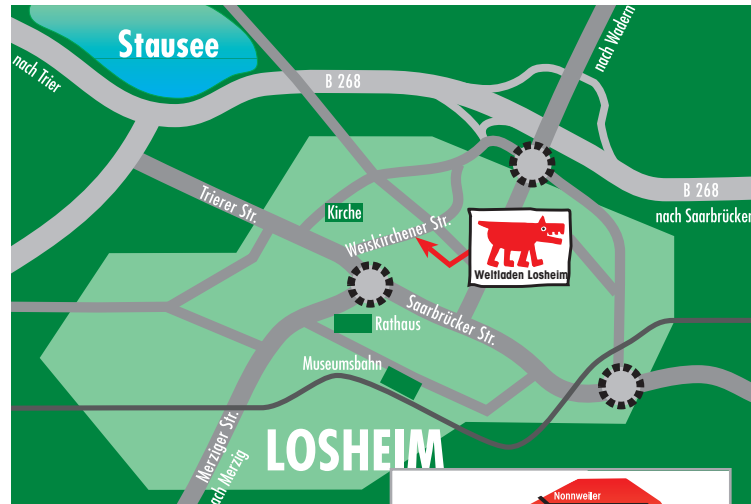 Stausee
nach Trier
B 268
nach Wadern
B 268
nach Saarbrücken
Trierer Str.
Kirche
Weiskirchener Str.
Weltladen Losheim
Saarbrücker Str.
Rathaus
Museumsbahn
Merziger Str.
nach Merzig
LOSHEIM
Nonnweiler